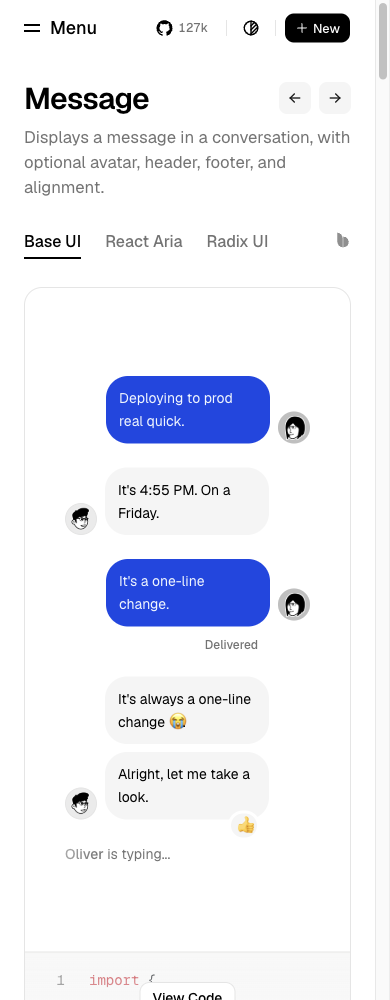 Menu
127k
New
Message
Displays a message in a conversation, with
optional avatar, header, footer, and
alignment.
Base UI
React Aria
Radix UI
Deploying to prod
real quick.
It's 4:55 PM. On a
Friday.
It's a one-line
change.
Delivered
It's always a one-line
change 😭
Alright, let me take a
look.
👍
Oliver is typing...
1 import {
View Code